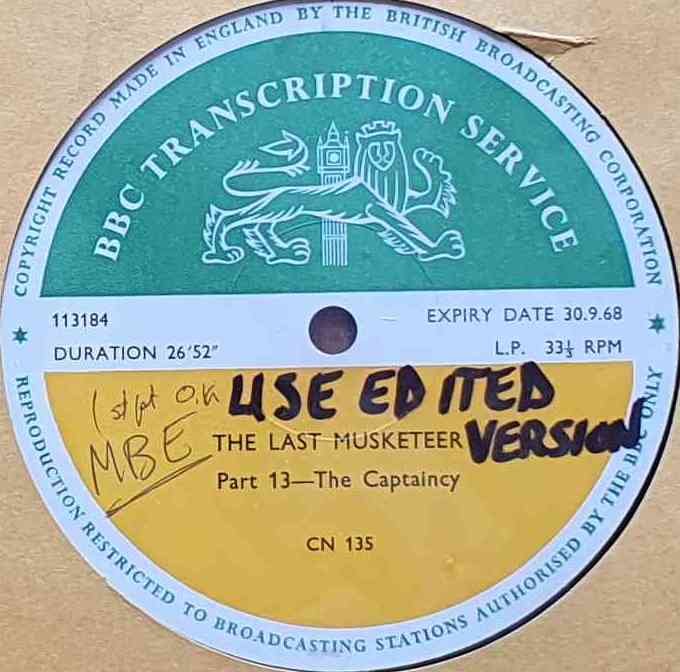 COPYRIGHT RECORD MADE IN ENGLAND BY THE BRITISH BROADCASTING CORPORATION
BBC TRANSCRIPTION SERVICE
113184
EXPIRY DATE 30.9.68
DURATION 26'52"
L.P. 33⅓ RPM
(1st pt O.K
USE EDITED
MBE
THE LAST MUSKETEER
VERSION
Part 13—The Captaincy
CN 135
REPRODUCTION RESTRICTED TO BROADCASTING STATIONS AUTHORISED BY THE BBC ONLY